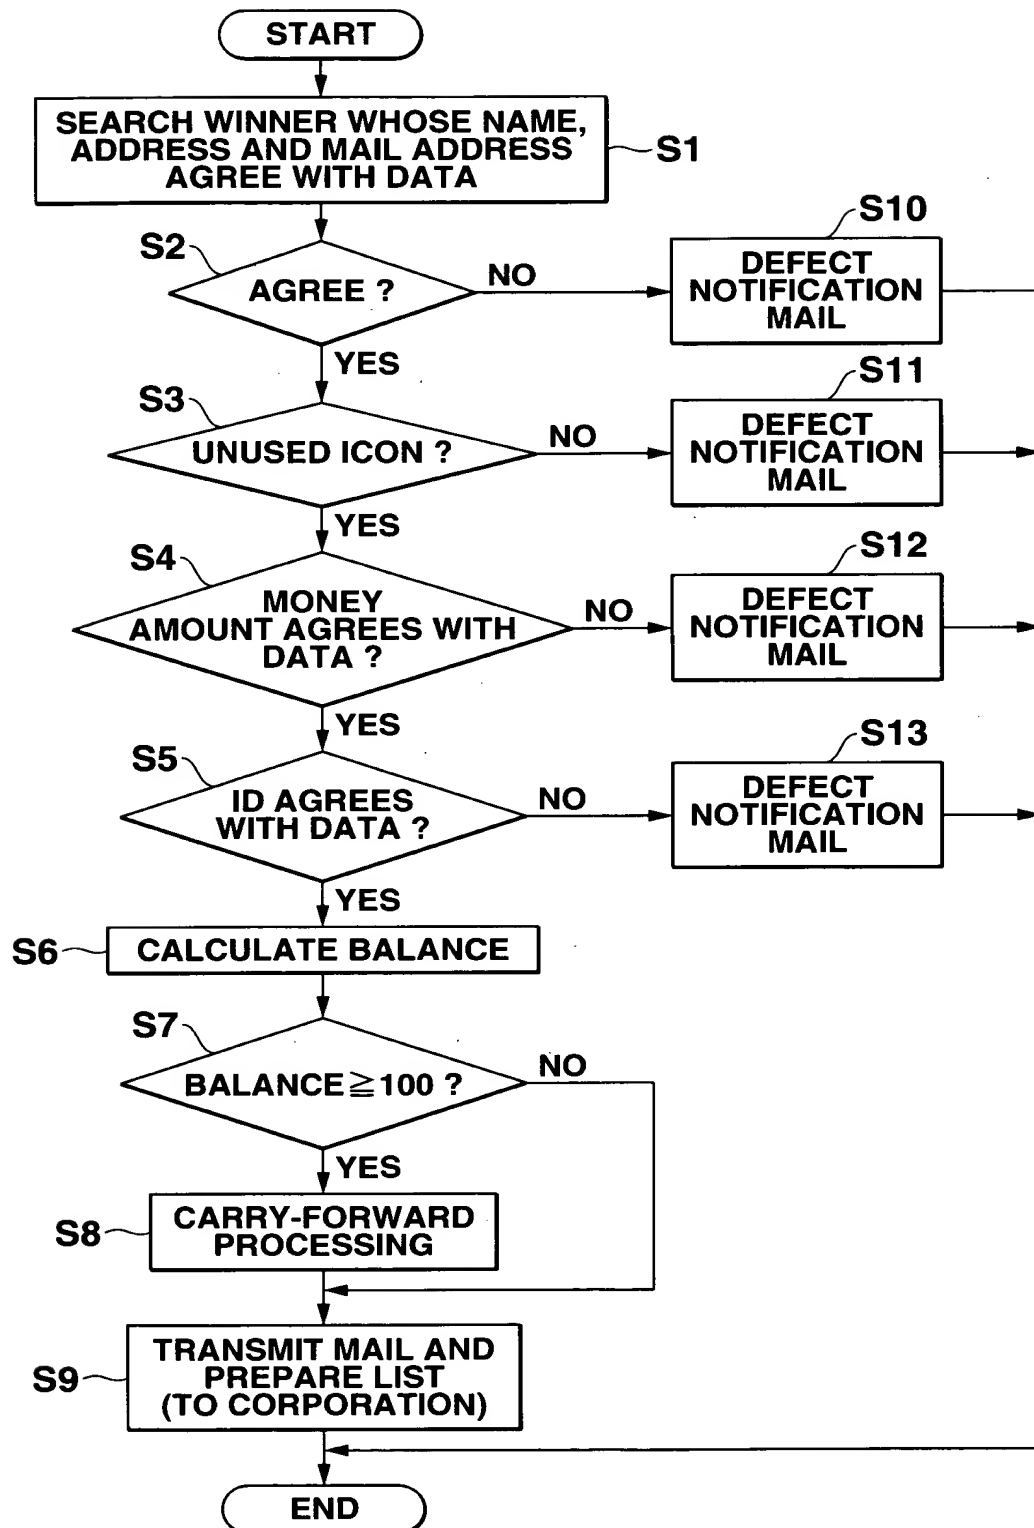 START
SEARCH WINNER WHOSE NAME,
ADDRESS AND MAIL ADDRESS
AGREE WITH DATA
S1
S10
S2
AGREE ?
NO
DEFECT
NOTIFICATION
MAIL
YES
S11
S3
UNUSED ICON ?
NO
DEFECT
NOTIFICATION
MAIL
YES
S12
S4
MONEY
AMOUNT AGREES WITH
DATA ?
NO
DEFECT
NOTIFICATION
MAIL
YES
S13
S5
ID AGREES
WITH DATA ?
NO
DEFECT
NOTIFICATION
MAIL
YES
S6
CALCULATE BALANCE
S7
BALANCE≧100 ?
NO
YES
S8
CARRY-FORWARD
PROCESSING
S9
TRANSMIT MAIL AND
PREPARE LIST
(TO CORPORATION)
END